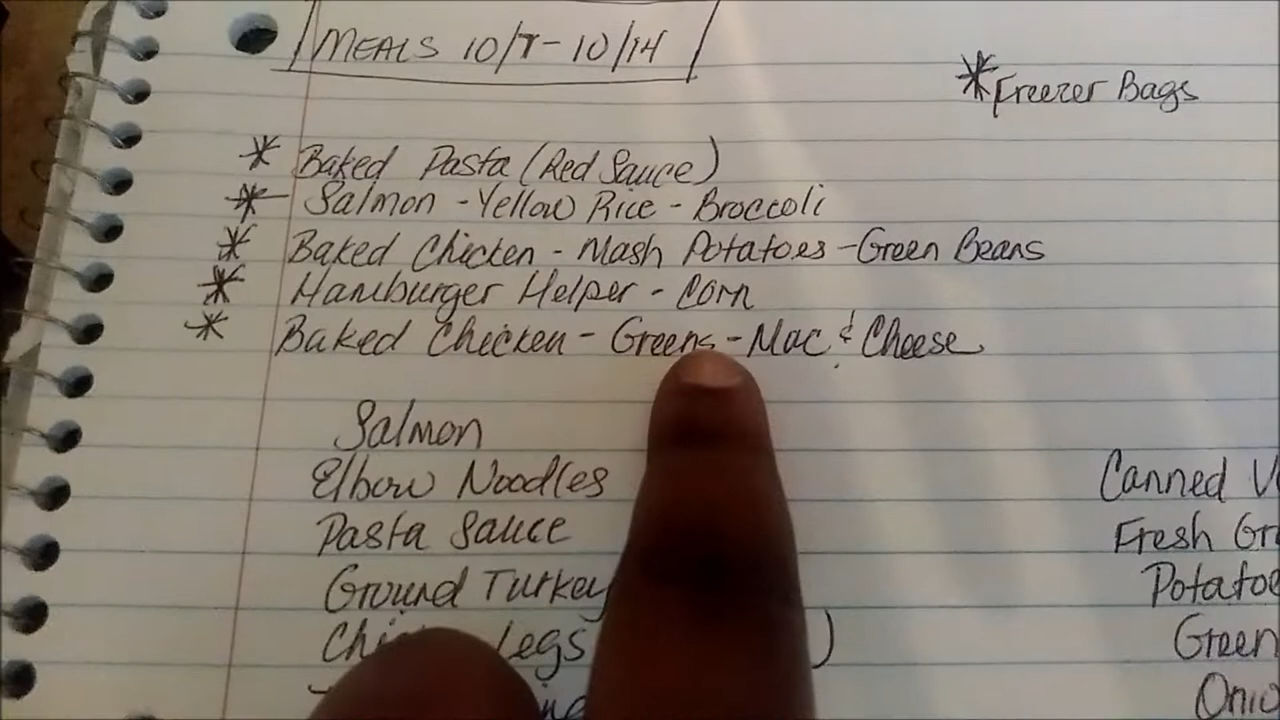 MEALS 10/7-10/14
*Freezer Bags
* Baked Pasta (Red Sauce)
* Salmon - Yellow Rice - Broccoli
* Baked Chicken - Mash Potatoes - Green Beans
* Hamburger Helper - Corn
* Baked Chicken - Greens - Mac & Cheese
Salmon
Elbow Noodles
Pasta Sauce
Ground Turkey
Legs )
Canned
Fresh
Green